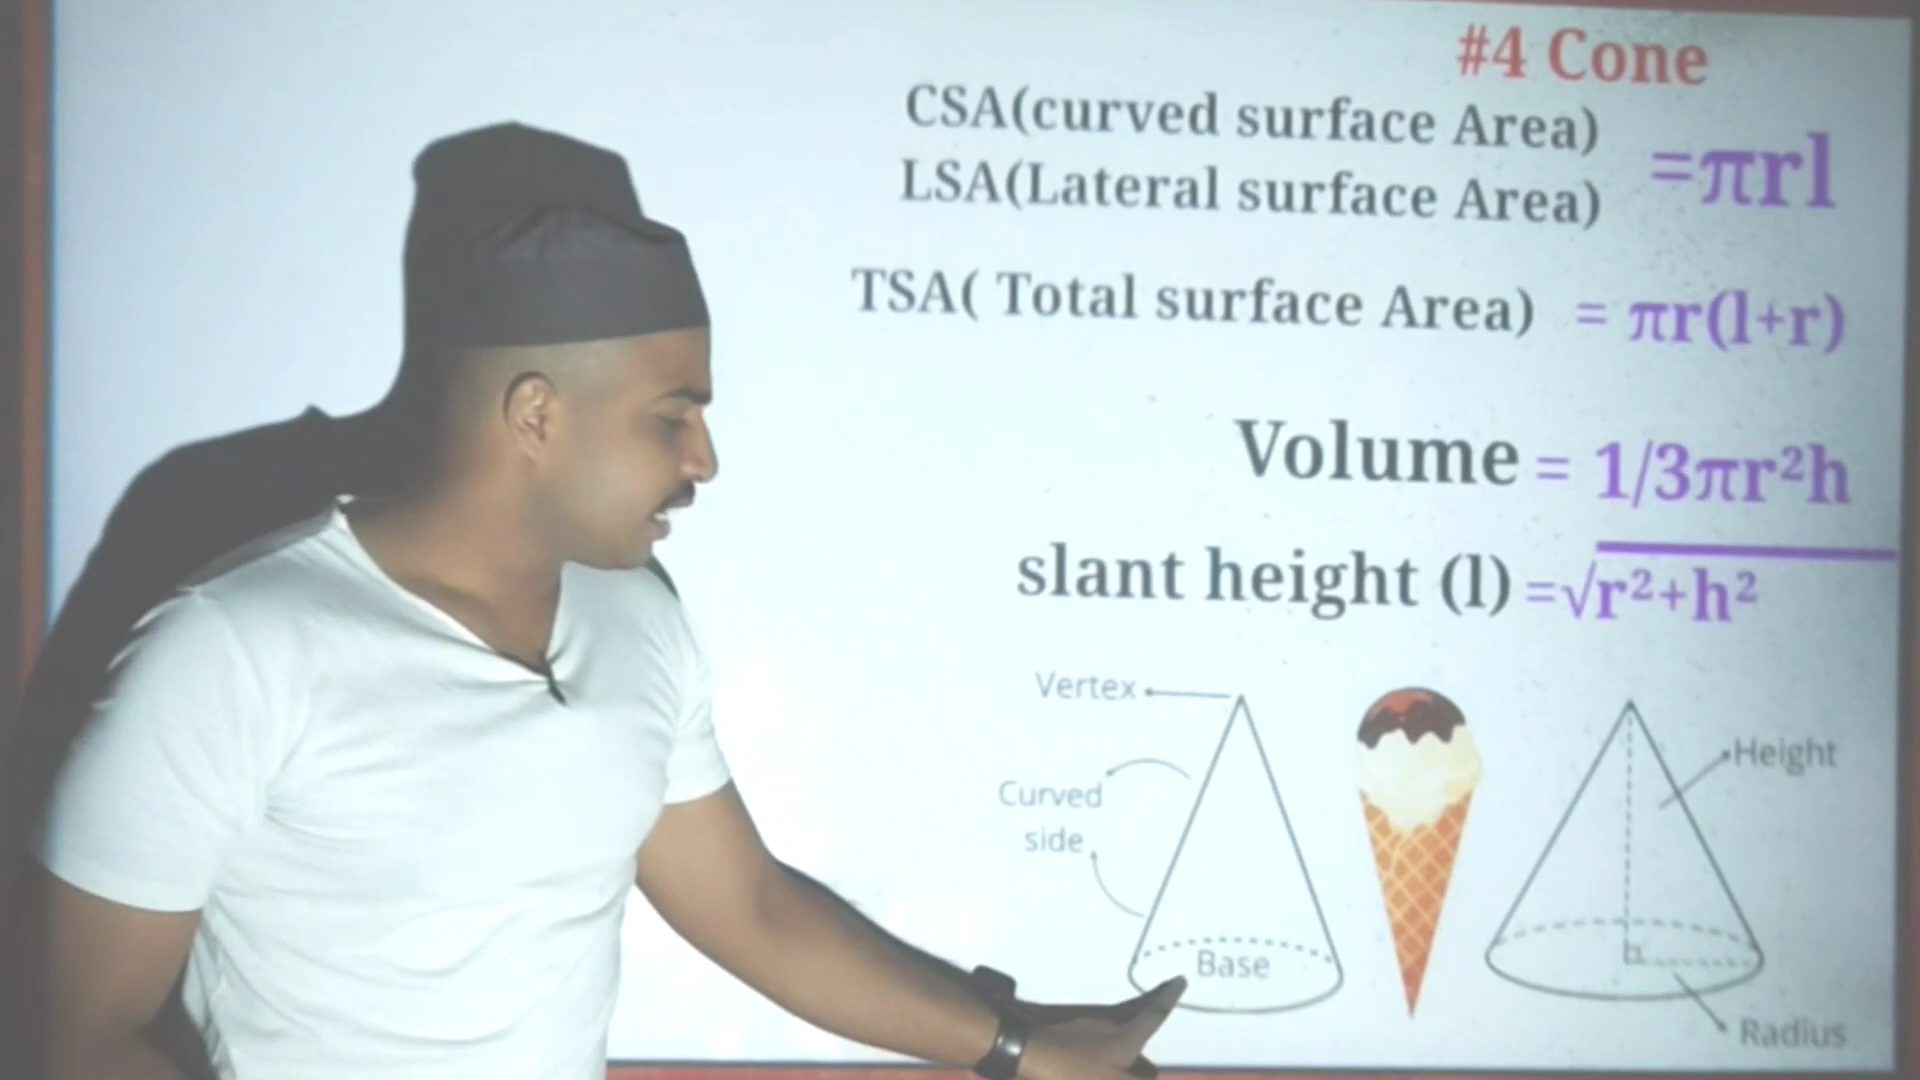 #4 Cone
CSA(curved surface Area)
LSA(Lateral surface Area)
=πrl
TSA( Total surface Area) = πr(l+r)
Volume = 1/3πr²h
slant height (l) =√r²+h²
Vertex
Curved
side
Base
Height
Radius